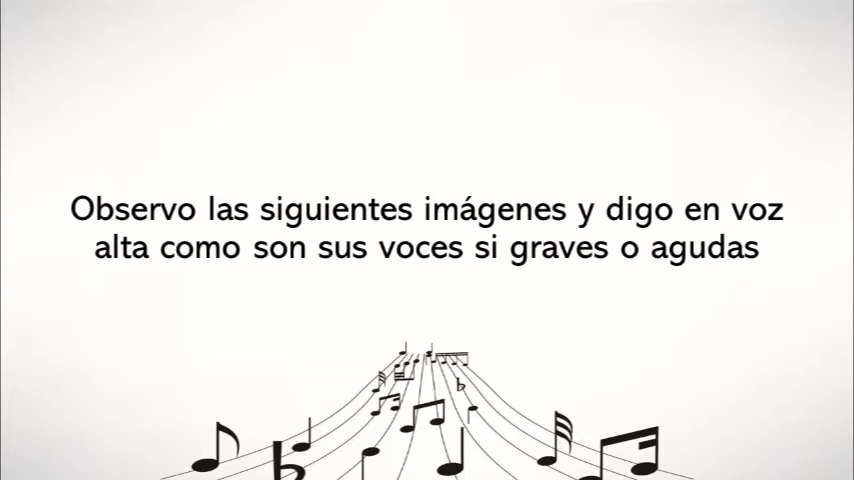 Observo las siguientes imágenes y digo en voz
alta como son sus voces si graves o agudas